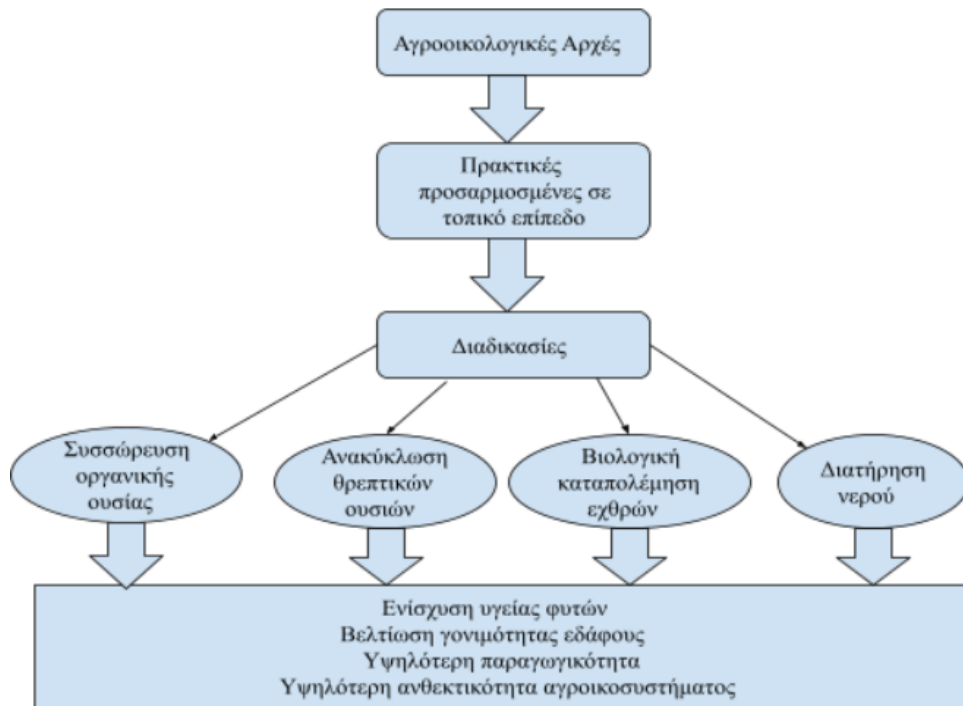 Αγροοικολογικές Αρχές
Πρακτικές
προσαρμοσμένες σε
τοπικό επίπεδο
Διαδικασίες
Συσσώρευση
οργανικής
ουσίας
Ανακύκλωση
θρεπτικών
ουσιών
Βιολογική
καταπολέμηση
εχθρών
Διατήρηση
νερού
Ενίσχυση υγείας φυτών
Βελτίωση γονιμότητας εδάφους
Υψηλότερη παραγωγικότητα
Υψηλότερη ανθεκτικότητα αγροικοσυστήματος